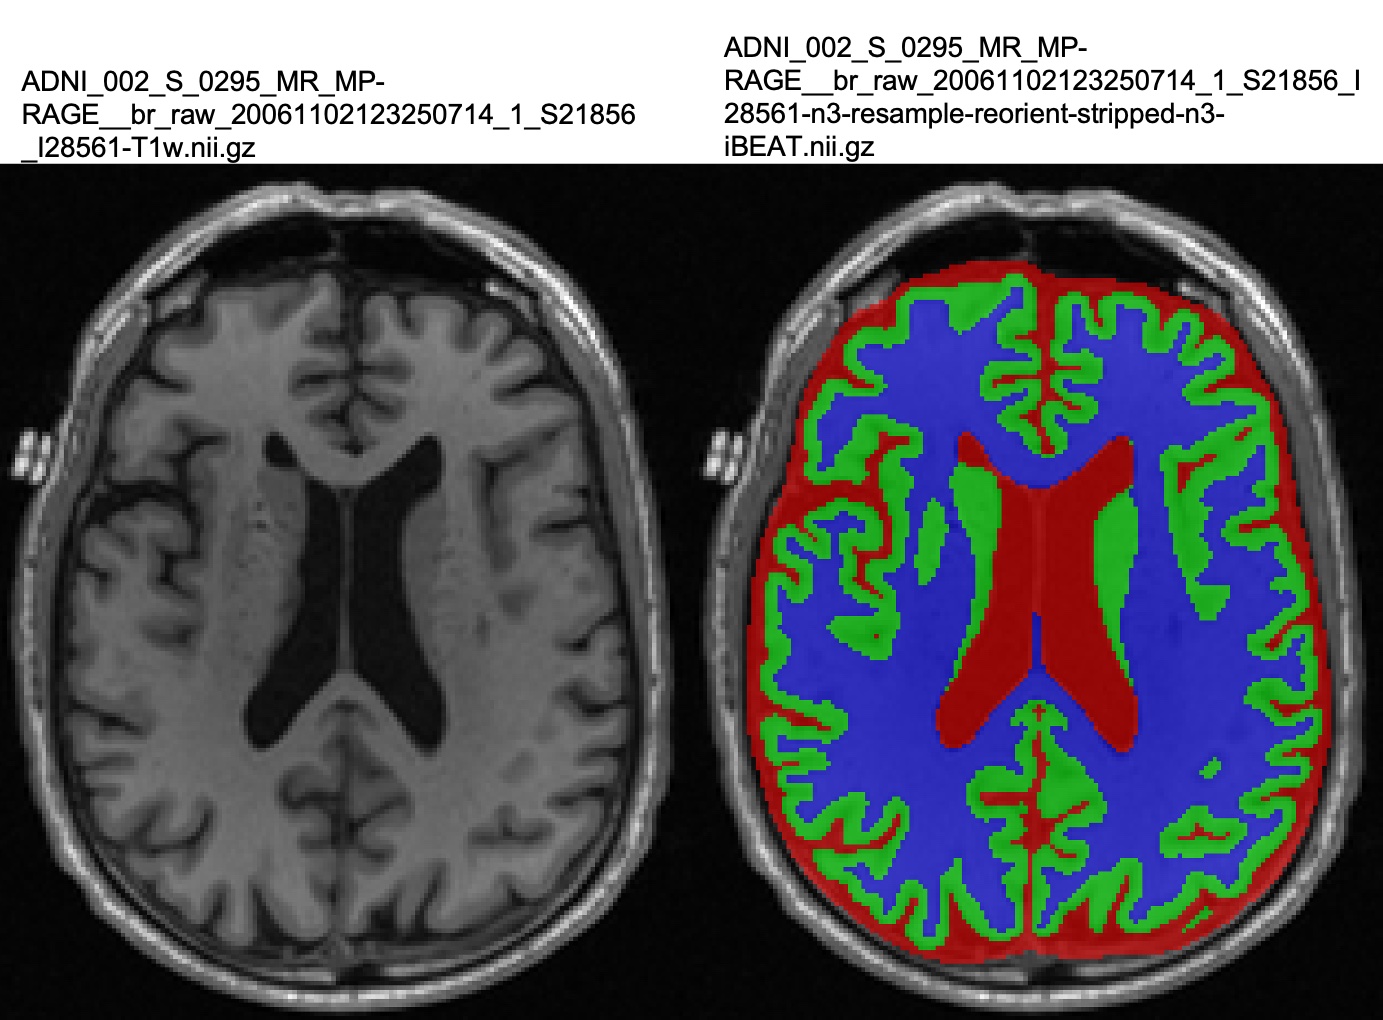 ADNI_002_S_0295_MR_MP-
RAGE__br_raw_20061102123250714_1_S21856
_I28561-T1w.nii.gz
ADNI_002_S_0295_MR_MP-
RAGE__br_raw_20061102123250714_1_S21856_I
28561-n3-resample-reorient-stripped-n3-
iBEAT.nii.gz